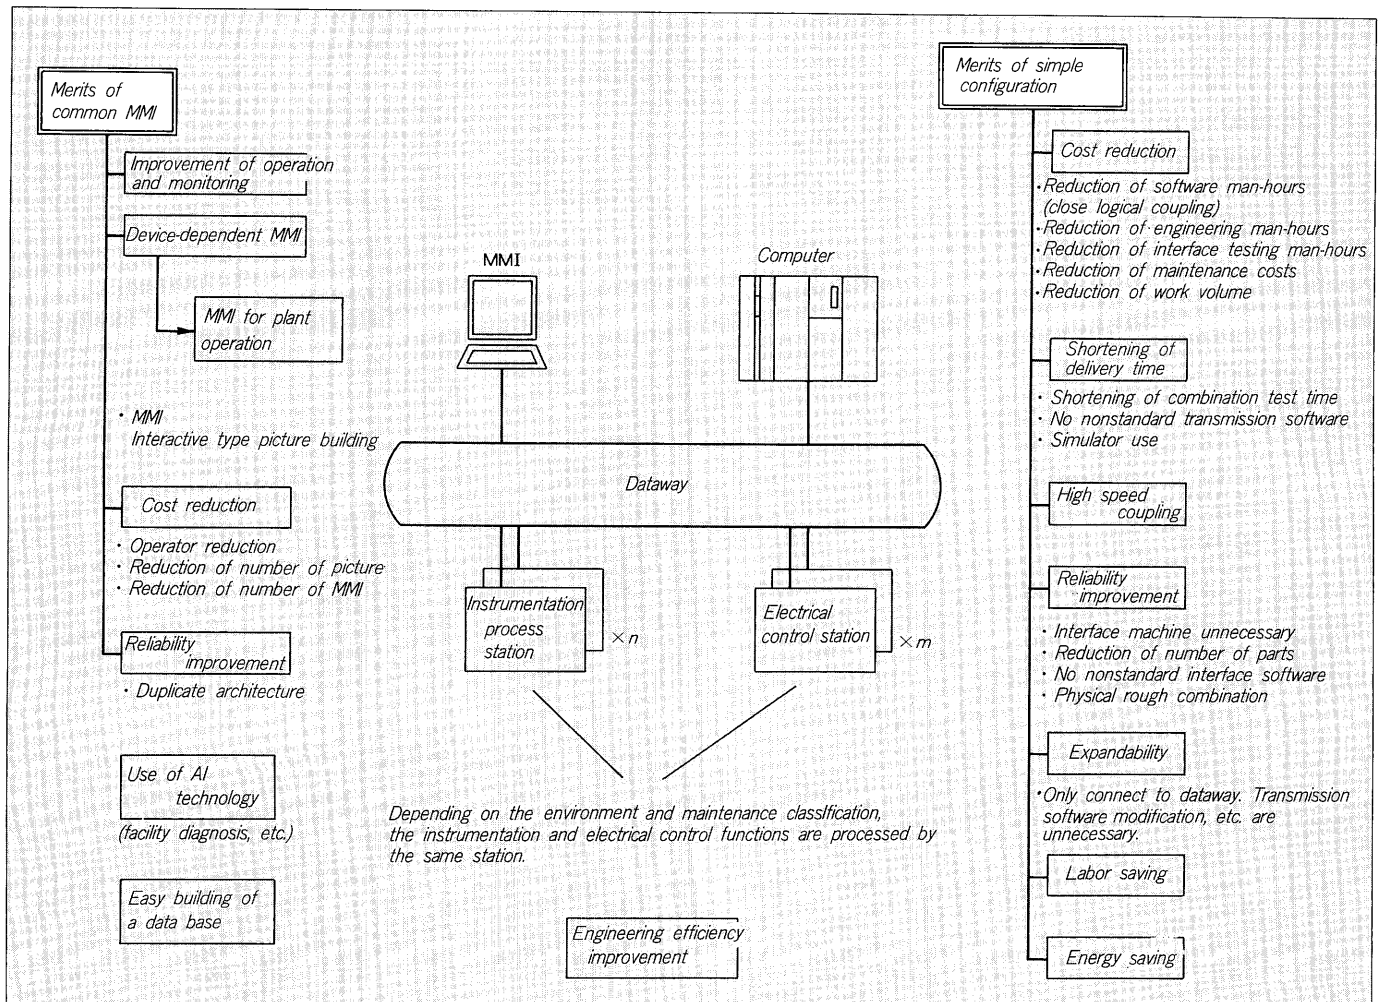 Merits of
common MMI
Improvement of operation
and monitoring
Device-dependent MMI
MMI for plant
operation
· MMI
Interactive type picture building
Cost reduction
· Operator reduction
· Reduction of number of picture
· Reduction of number of MMI
Reliability
improvement
· Duplicate architecture
Use of AI
technology
(facility diagnosis, etc.)
Easy building of
a data base
MMI
Computer
Dataway
Instrumentation
process
station
×n
Electrical
control station
×m
Depending on the environment and maintenance classfication,
the instrumentation and electrical control functions are processed by
the same station.
Engineering efficiency
improvement
Merits of simple
configuration
Cost reduction
· Reduction of software man-hours
(close logical coupling)
· Reduction of engineering man-hours
· Reduction of interface testing man-hours
· Reduction of maintenance costs
· Reduction of work volume
Shortening of
delivery time
· Shortening of combination test time
· No nonstandard transmission software
· Simulator use
High speed
coupling
Reliability
improvement
· Interface machine unnecessary
· Reduction of number of parts
· No nonstandard interface software
· Physical rough combination
Expandability
· Only connect to dataway. Transmission
software modification, etc. are
unnecessary.
Labor saving
Energy saving